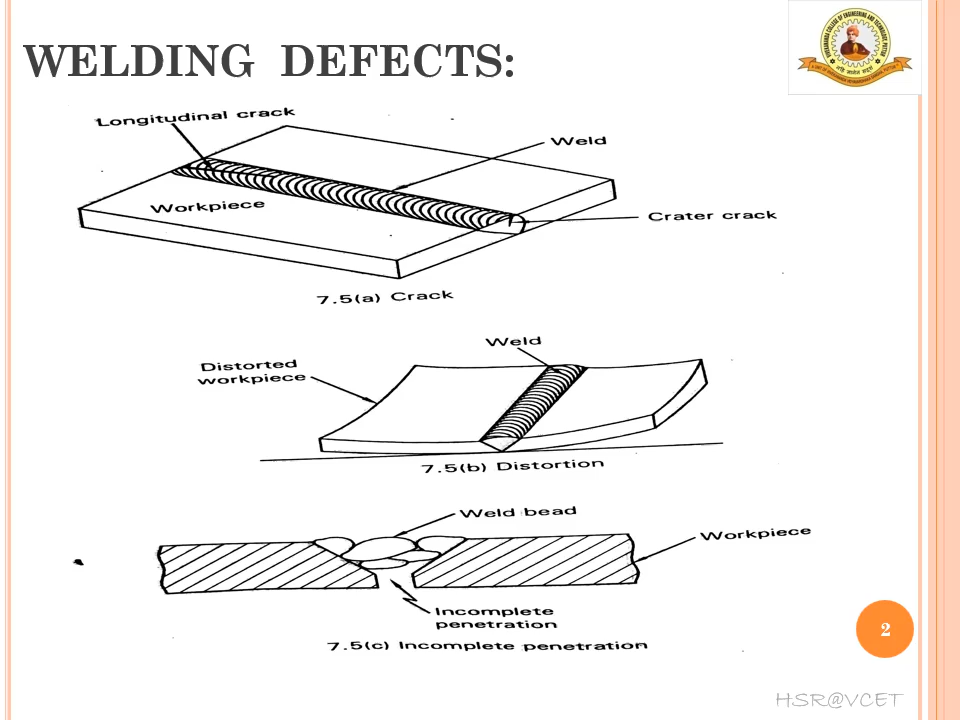 WELDING DEFECTS:
Longitudinal crack
Weld
Workpiece
Crater crack
7.5(a) Crack
Weld
Distorted
workpiece
7.5(b) Distortion
Weld bead
Workpiece
Incomplete
penetration
7.5(c) Incomplete penetration
2
HSR@VCET